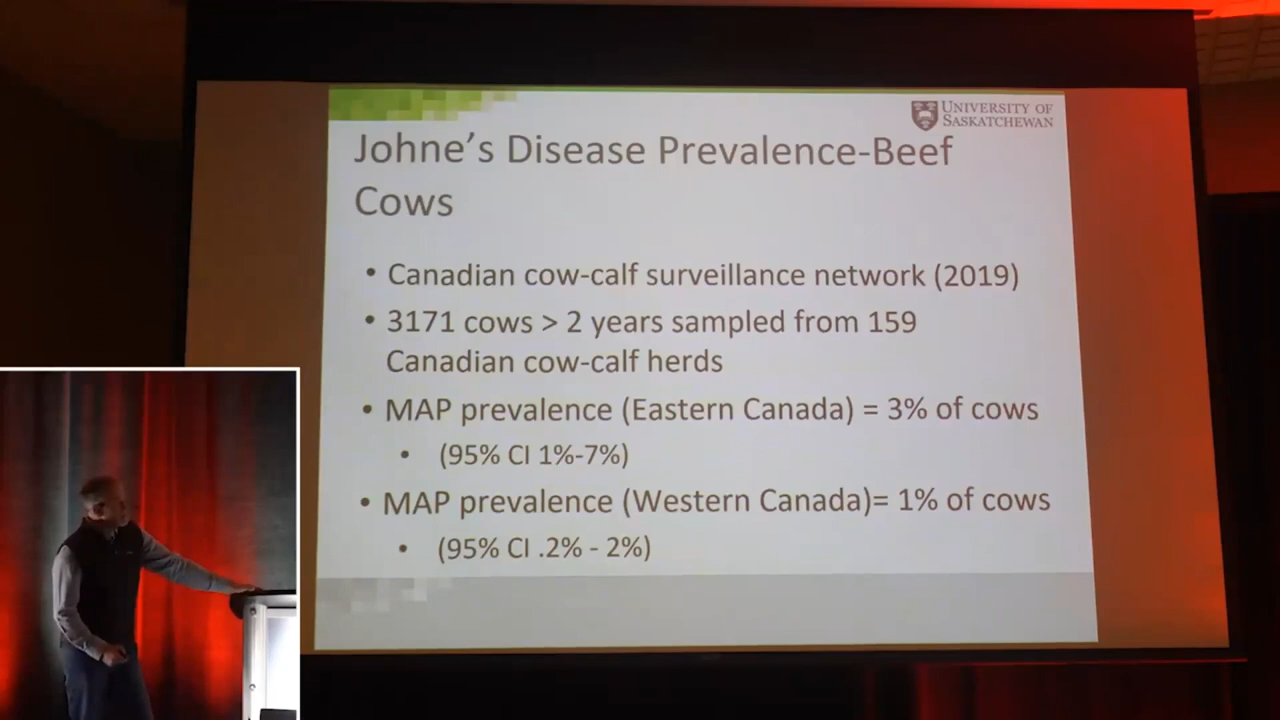 UNIVERSITY OF
SASKATCHEWAN
Johne's Disease Prevalence-Beef
Cows
• Canadian cow-calf surveillance network (2019)
• 3171 cows > 2 years sampled from 159
Canadian cow-calf herds
• MAP prevalence (Eastern Canada) = 3% of cows
• (95% CI 1%-7%)
• MAP prevalence (Western Canada)= 1% of cows
• (95% CI .2% - 2%)